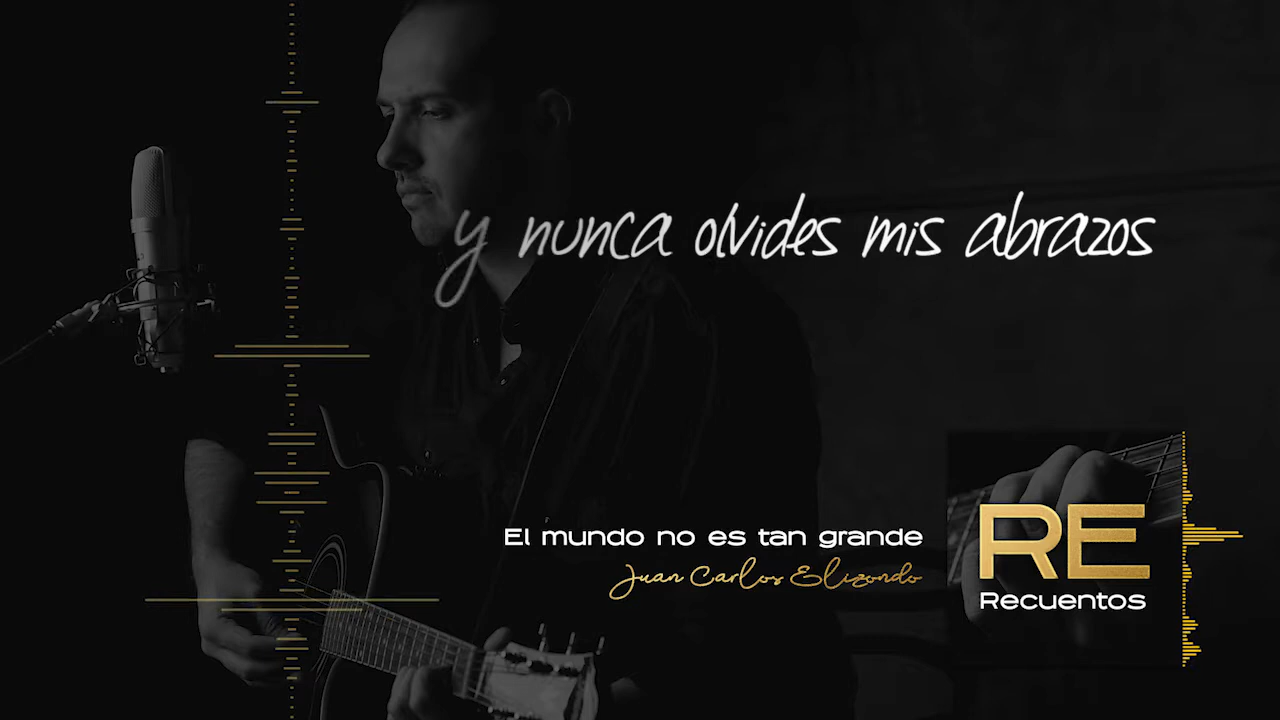 y nunca olvides mis abrazos
El mundo no es tan grande
Juan Carlos Elizondo
RE
Recuentos